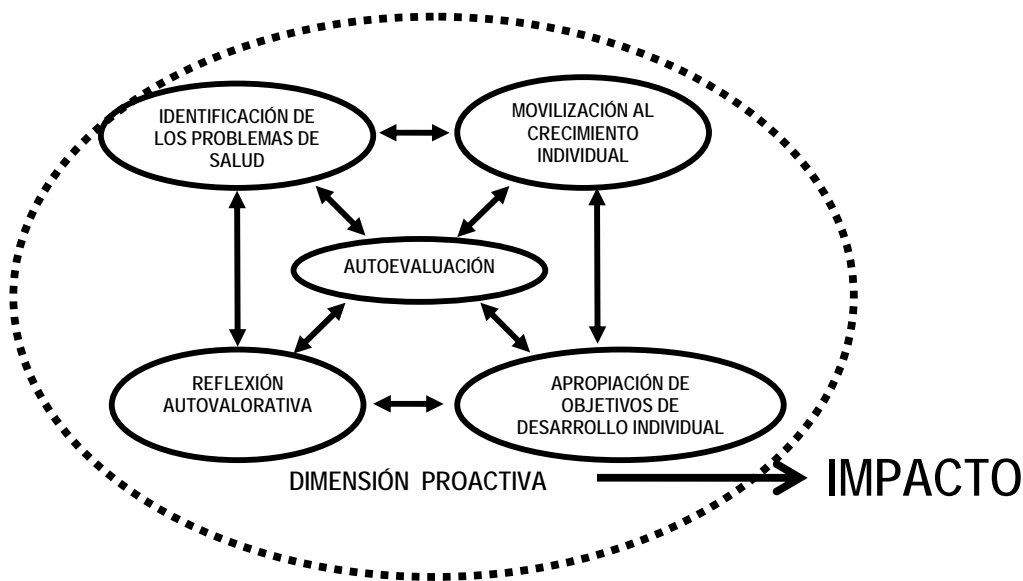 IDENTIFICACIÓN DE
LOS PROBLEMAS DE
SALUD
MOVILIZACIÓN AL
CRECIMIENTO
INDIVIDUAL
AUTOEVALUACIÓN
REFLEXIÓN
AUTOVALORATIVA
APROPIACIÓN DE
OBJETIVOS DE
DESARROLLO INDIVIDUAL
DIMENSIÓN PROACTIVA
IMPACTO